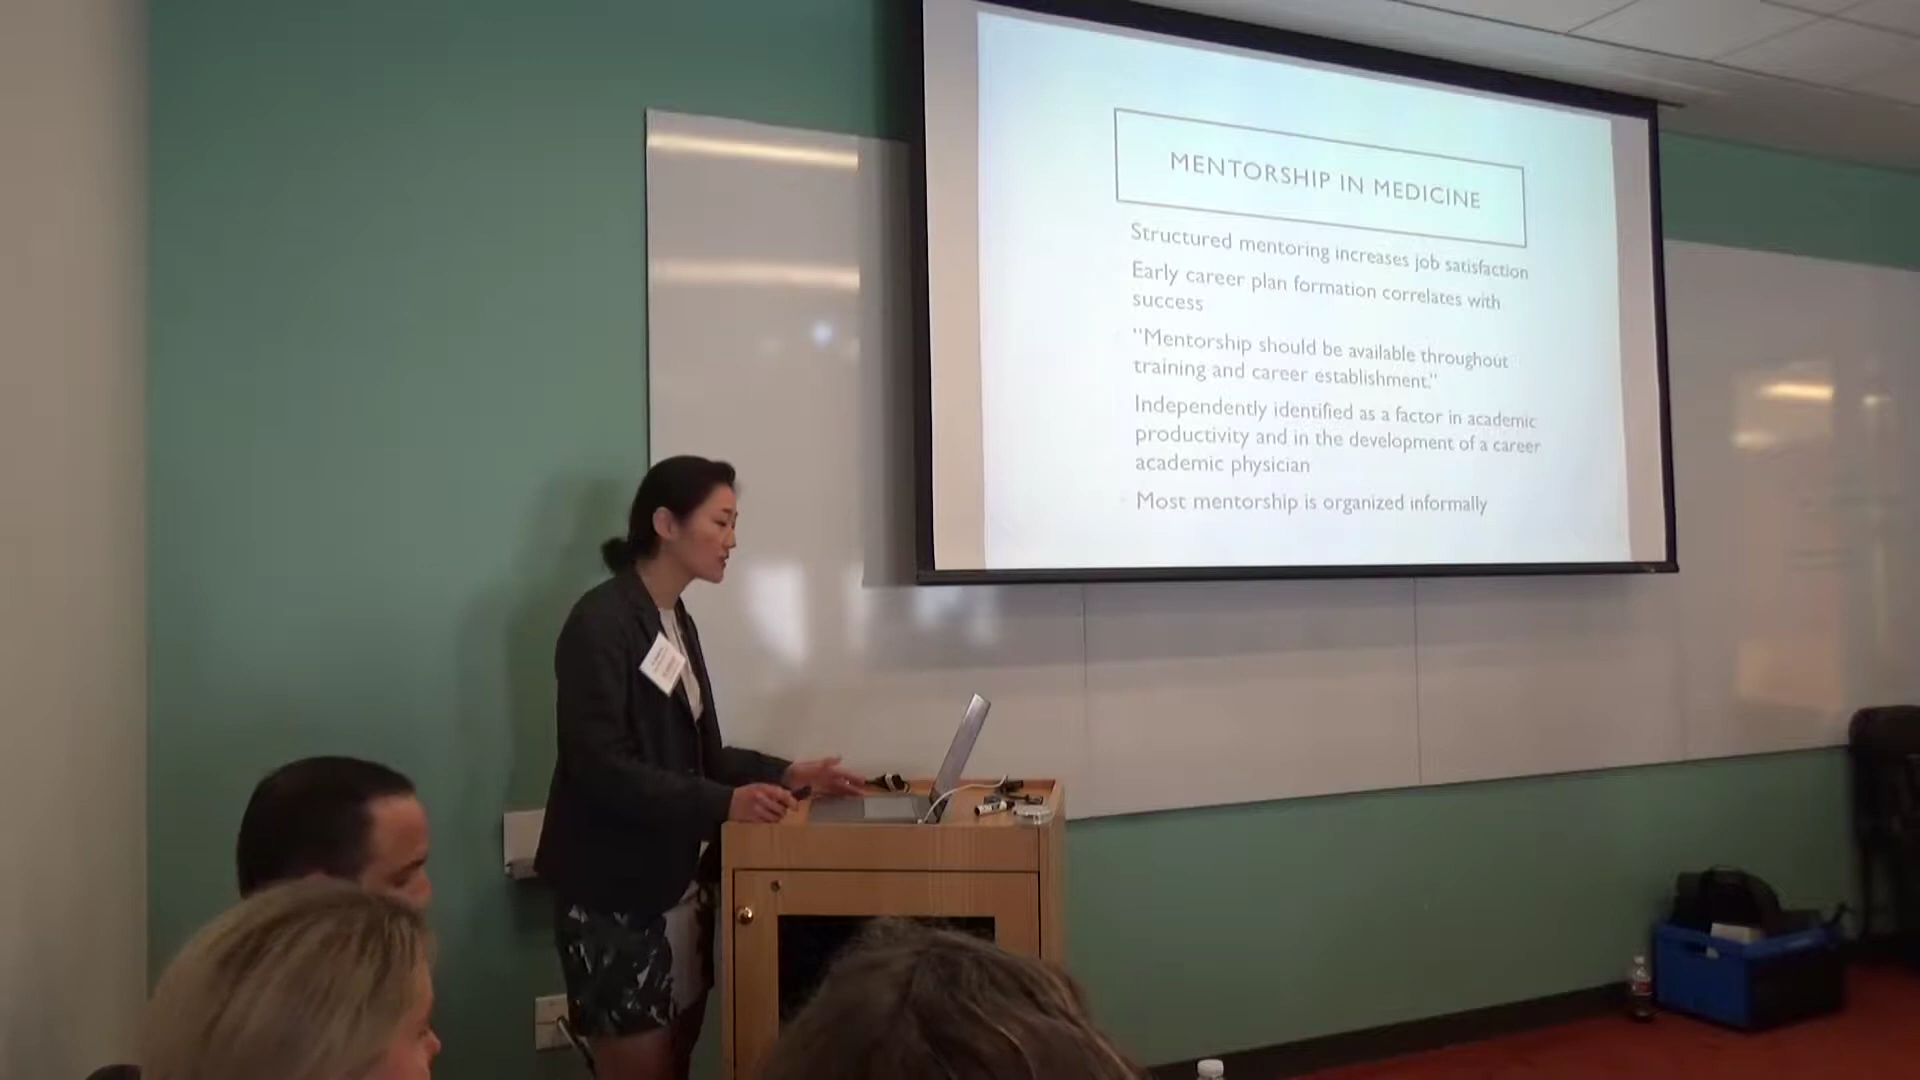 MENTORSHIP IN MEDICINE
Structured mentoring increases job satisfaction
Early career plan formation correlates with
success
"Mentorship should be available throughout
training and career establishment."
Independently identified as a factor in academic
productivity and in the development of a career
academic physician
Most mentorship is organized informally